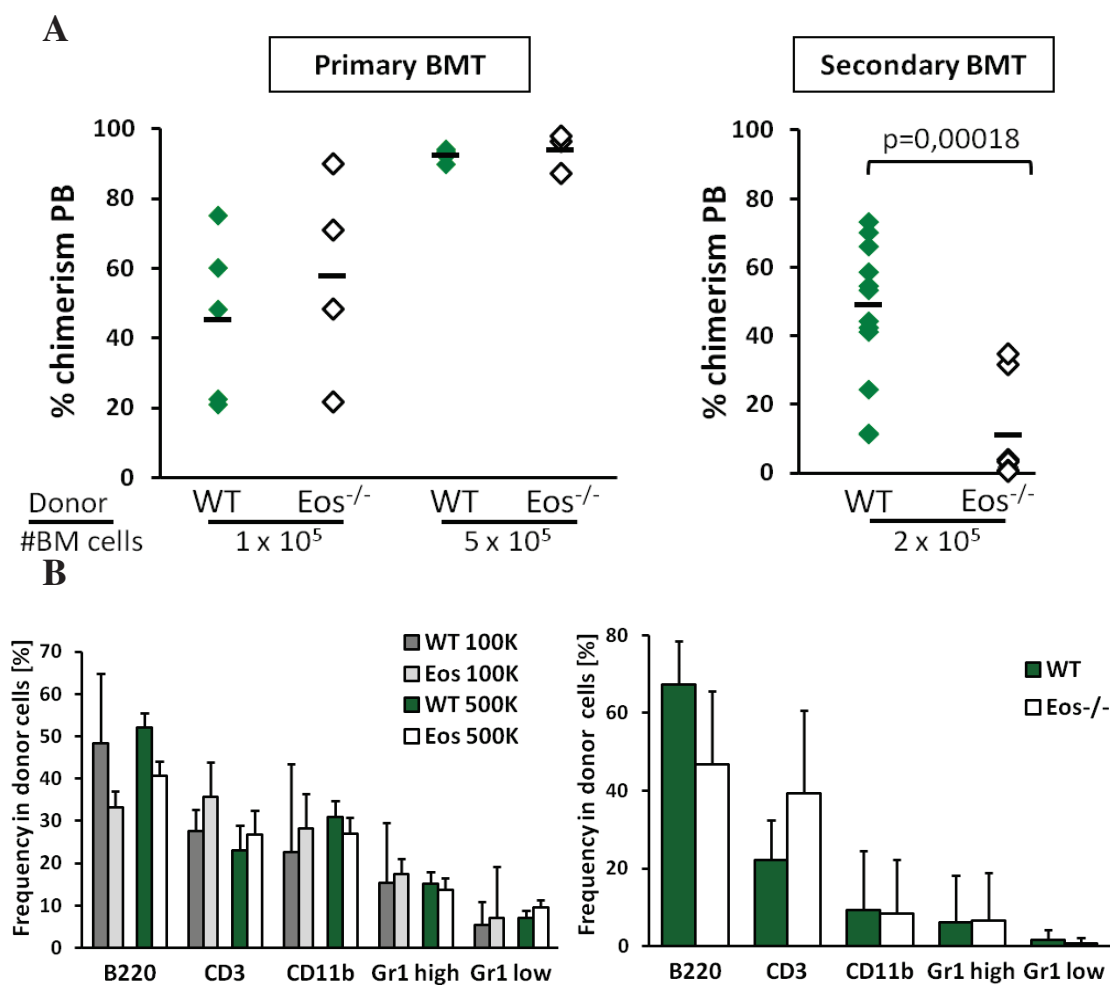 A
Primary BMT
Secondary BMT
% chimerism PB
100
80
60
40
20
0
Donor
WT
Eos-/-
WT
Eos-/-
#BM cells
1 x 10⁵
5 x 10⁵
% chimerism PB
100
80
60
40
20
0
p=0,00018
WT
Eos-/-
2 x 10⁵
B
Frequency in donor cells [%]
70
60
50
40
30
20
10
0
WT 100K
Eos 100K
WT 500K
Eos 500K
B220
CD3
CD11b
Gr1 high
Gr1 low
Frequency in donor cells [%]
80
60
40
20
0
WT
Eos-/-
B220
CD3
CD11b
Gr1 high
Gr1 low